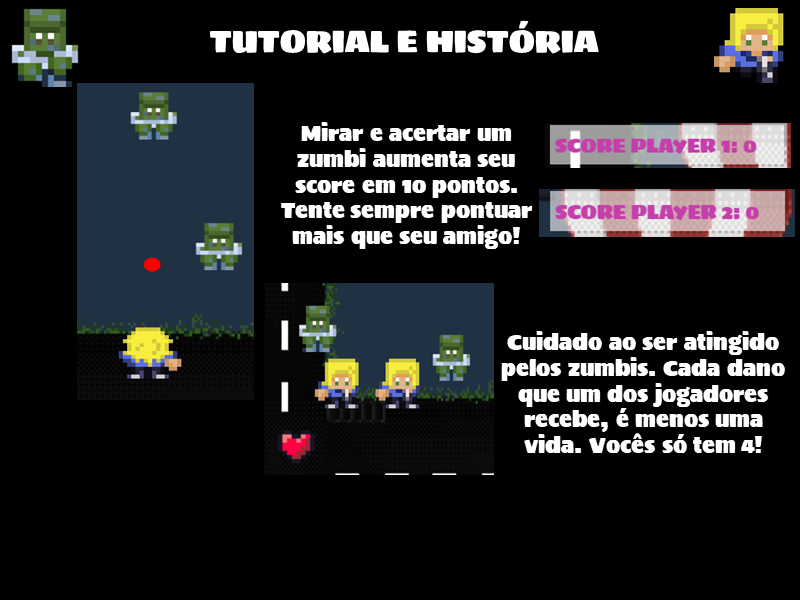 TUTORIAL E HISTÓRIA
Mirar e acertar um
zumbi aumenta seu
score em 10 pontos.
Tente sempre pontuar
mais que seu amigo!
SCORE PLAYER 1: 0
SCORE PLAYER 2: 0
Cuidado ao ser atingido
pelos zumbis. Cada dano
que um dos jogadores
recebe, é menos uma
vida. Vocês só tem 4!